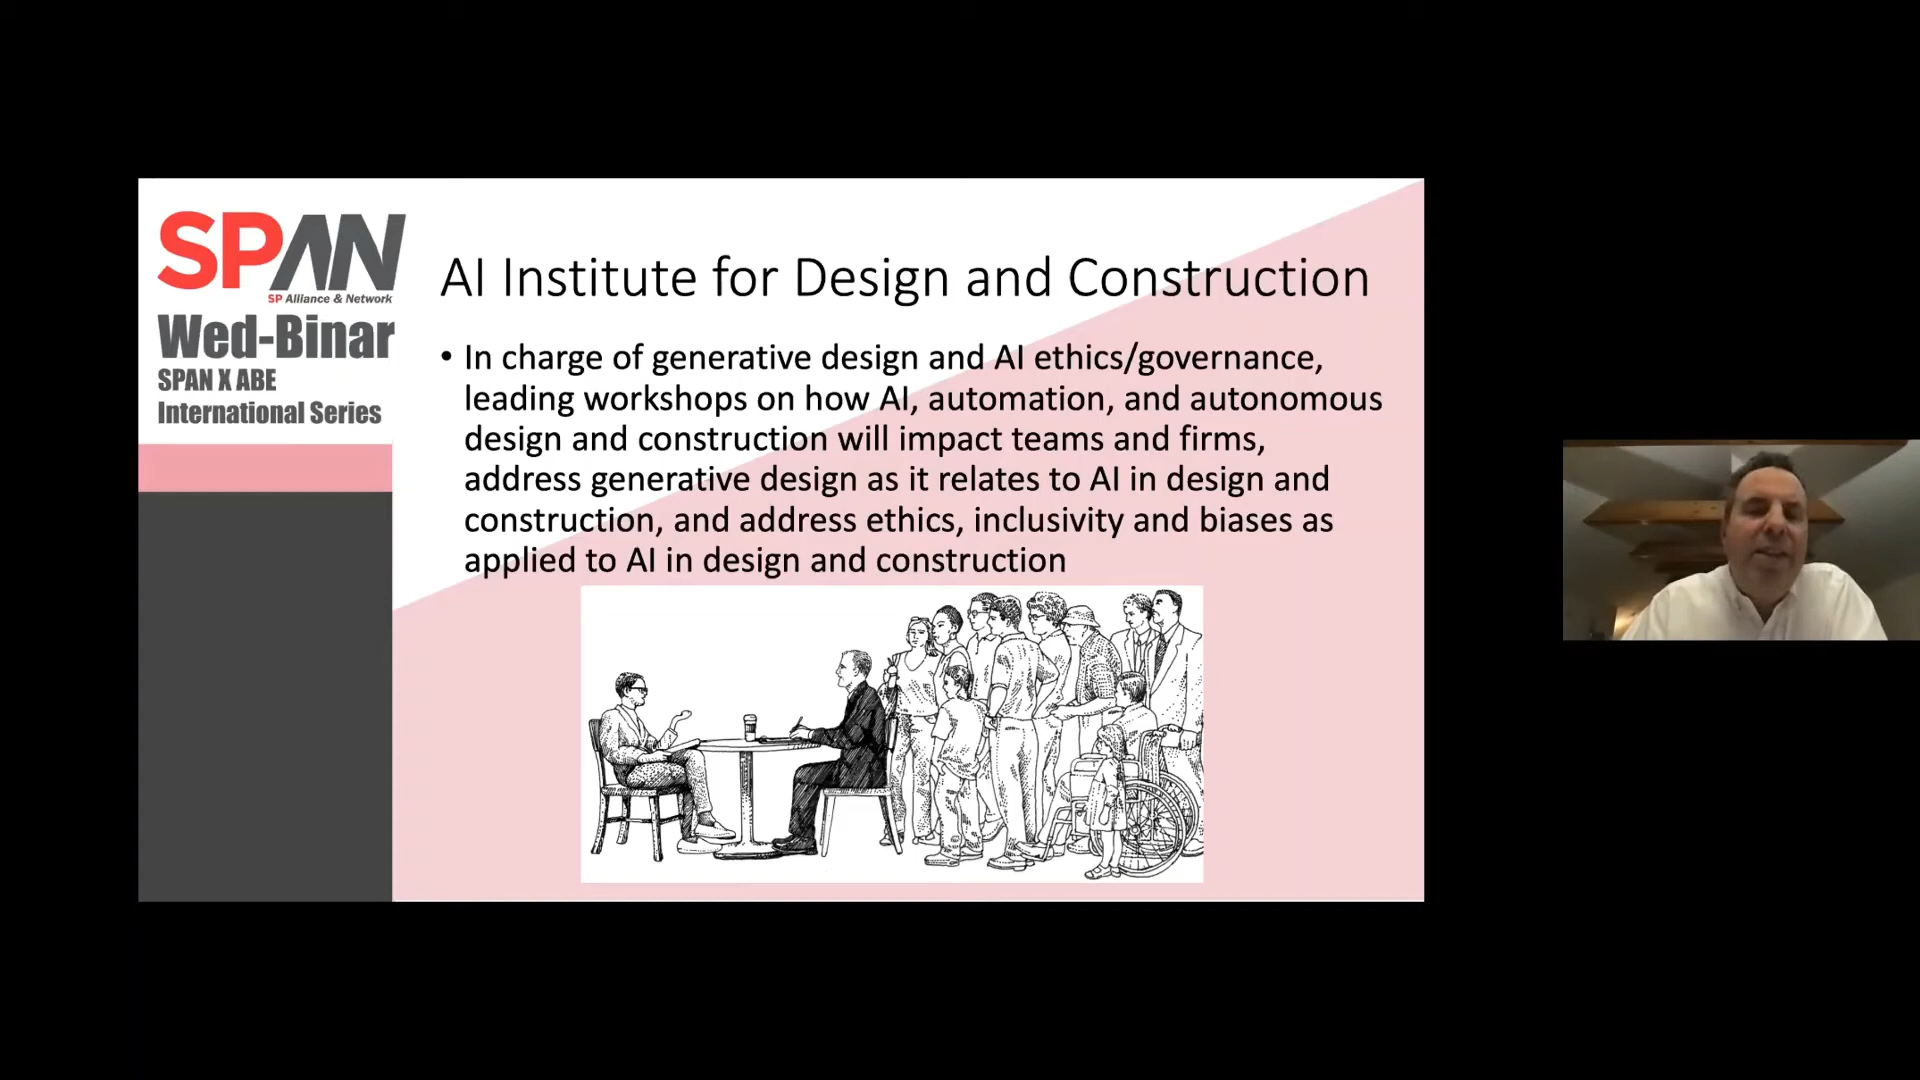 SPAN
SP Alliance & Network
Wed-Binar
SPAN X ABE
International Series
AI Institute for Design and Construction
• In charge of generative design and AI ethics/governance,
leading workshops on how AI, automation, and autonomous
design and construction will impact teams and firms,
address generative design as it relates to AI in design and
construction, and address ethics, inclusivity and biases as
applied to AI in design and construction